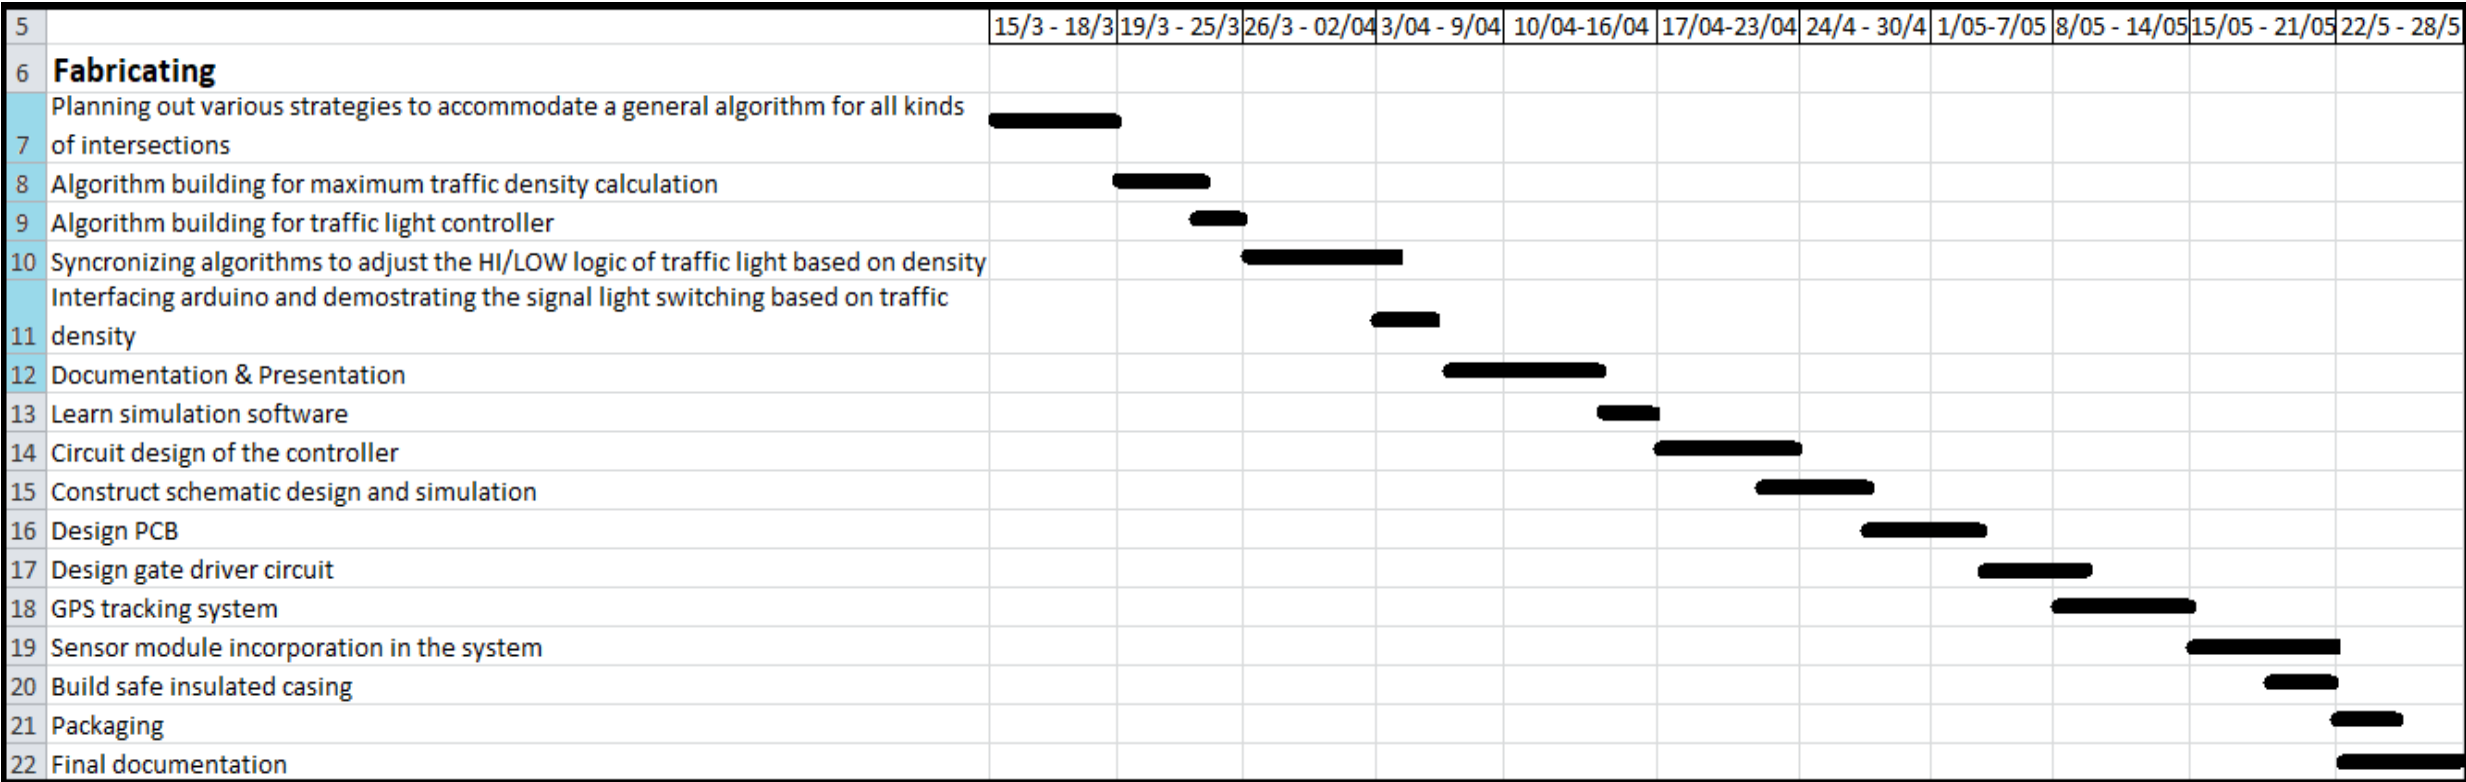 5 15/3 - 18/3 19/3 - 25/3 26/3 - 02/04 3/04 - 9/04 10/04-16/04 17/04-23/04 24/4 - 30/4 1/05-7/05 8/05 - 14/05 15/05 - 21/05 22/5 - 28/5
6 Fabricating
Planning out various strategies to accommodate a general algorithm for all kinds
7 of intersections
8 Algorithm building for maximum traffic density calculation
9 Algorithm building for traffic light controller
10 Syncronizing algorithms to adjust the HI/LOW logic of traffic light based on density
Interfacing arduino and demostrating the signal light switching based on traffic
11 density
12 Documentation & Presentation
13 Learn simulation software
14 Circuit design of the controller
15 Construct schematic design and simulation
16 Design PCB
17 Design gate driver circuit
18 GPS tracking system
19 Sensor module incorporation in the system
20 Build safe insulated casing
21 Packaging
22 Final documentation